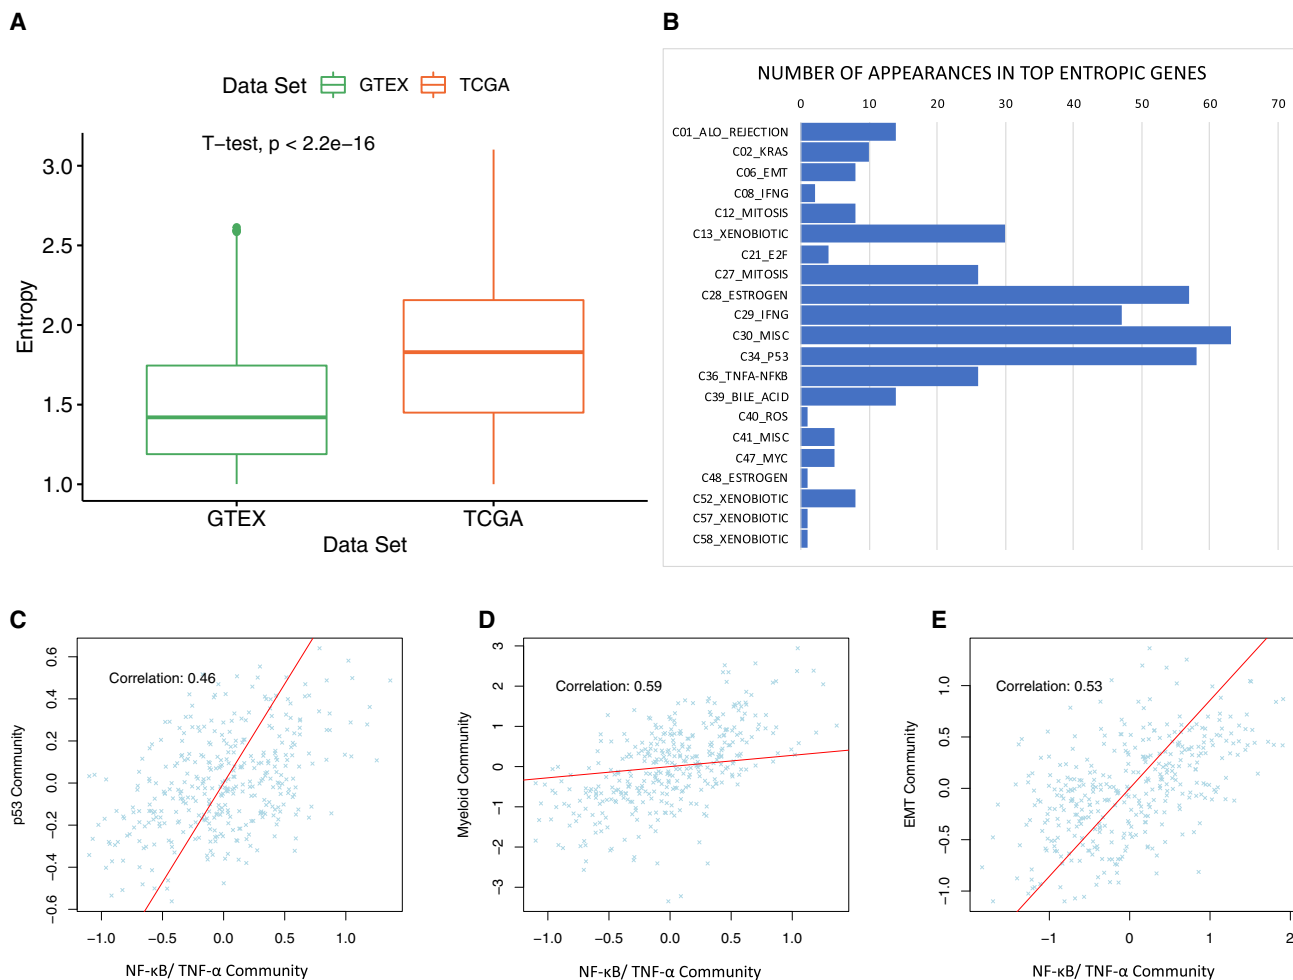 A
Data Set GTEX TCGA
T−test, p < 2.2e−16
Entropy
3.0
2.5
2.0
1.5
1.0
GTEX TCGA
Data Set
B
NUMBER OF APPEARANCES IN TOP ENTROPIC GENES
0 10 20 30 40 50 60 70
C01_ALO_REJECTION
C02_KRAS
C06_EMT
C08_IFNG
C12_MITOSIS
C13_XENOBIOTIC
C21_E2F
C27_MITOSIS
C28_ESTROGEN
C29_IFNG
C30_MISC
C34_P53
C36_TNFA-NFKB
C39_BILE_ACID
C40_ROS
C41_MISC
C47_MYC
C48_ESTROGEN
C52_XENOBIOTIC
C57_XENOBIOTIC
C58_XENOBIOTIC
C
Correlation: 0.46
p53 Community
0.6
0.4
0.2
0.0
−0.2
−0.4
−0.6
−1.0 −0.5 0.0 0.5 1.0
NF-κB/ TNF-α Community
D
Correlation: 0.59
Myeloid Community
3
2
1
0
−1
−2
−3
−1.0 −0.5 0.0 0.5 1.0
NF-κB/ TNF-α Community
E
Correlation: 0.53
EMT Community
1.0
0.5
0.0
−0.5
−1.0
−1 0 1 2
NF-κB/ TNF-α Community